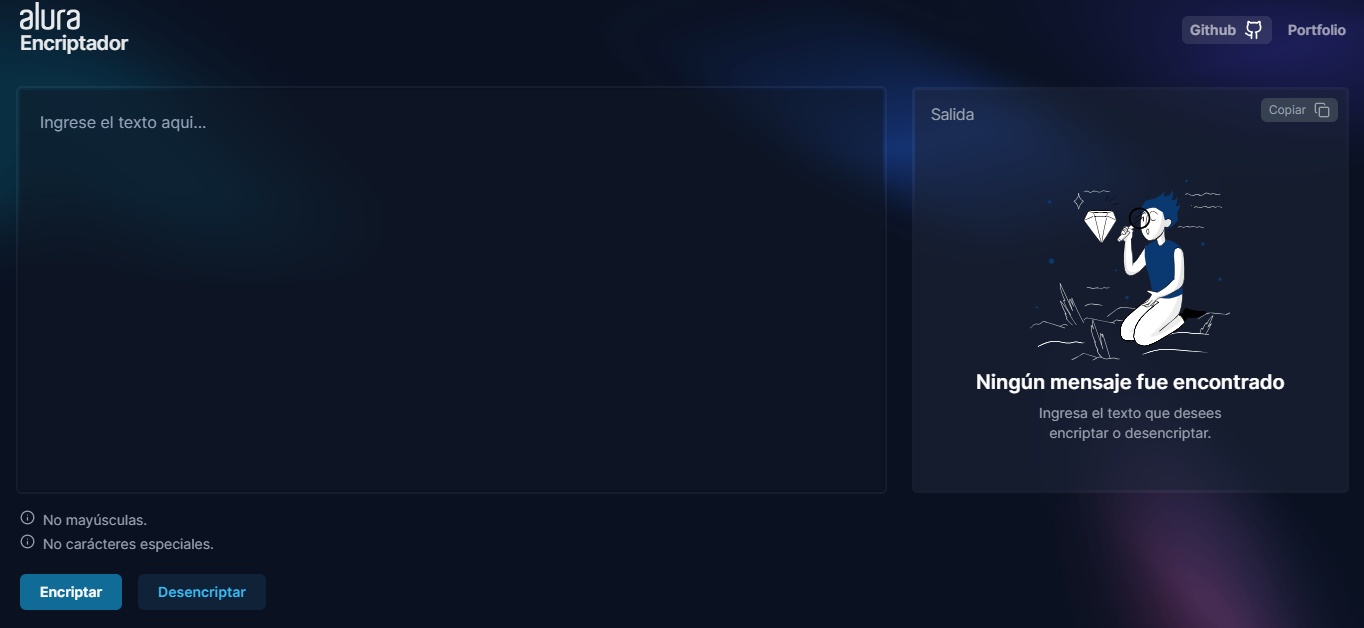 alura
Encriptador
Github
Portfolio
Ingrese el texto aqui...
Salida
Copiar
Ningún mensaje fue encontrado
Ingresa el texto que desees
encriptar o desencriptar.
No mayúsculas.
No carácteres especiales.
Encriptar
Desencriptar